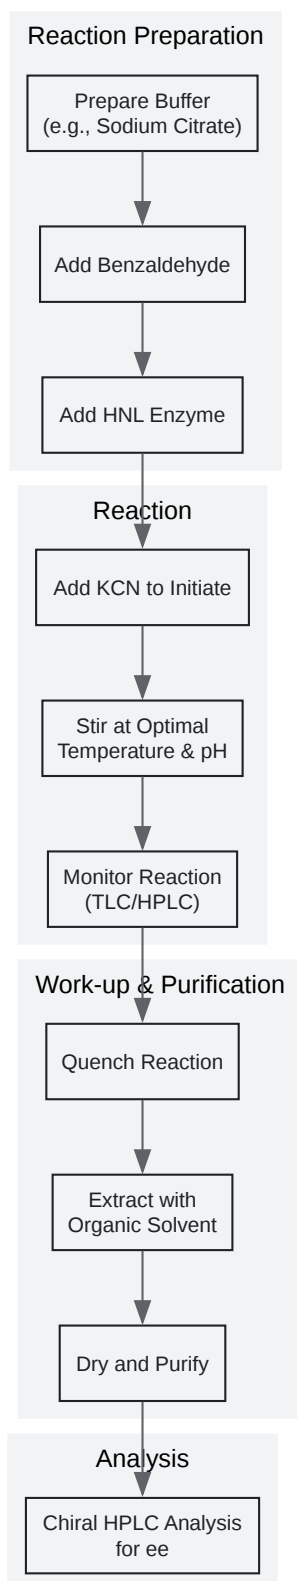 Reaction Preparation
Prepare Buffer
(e.g., Sodium Citrate)
Add Benzaldehyde
Add HNL Enzyme
Reaction
Add KCN to Initiate
Stir at Optimal
Temperature & pH
Monitor Reaction
(TLC/HPLC)
Work-up & Purification
Quench Reaction
Extract with
Organic Solvent
Dry and Purify
Analysis
Chiral HPLC Analysis
for ee